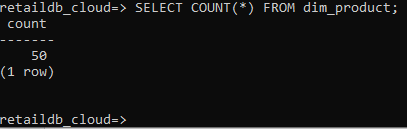 retaildb_cloud=> SELECT COUNT(*) FROM dim_product;
 count
-------
    50
(1 row)
retaildb_cloud=>